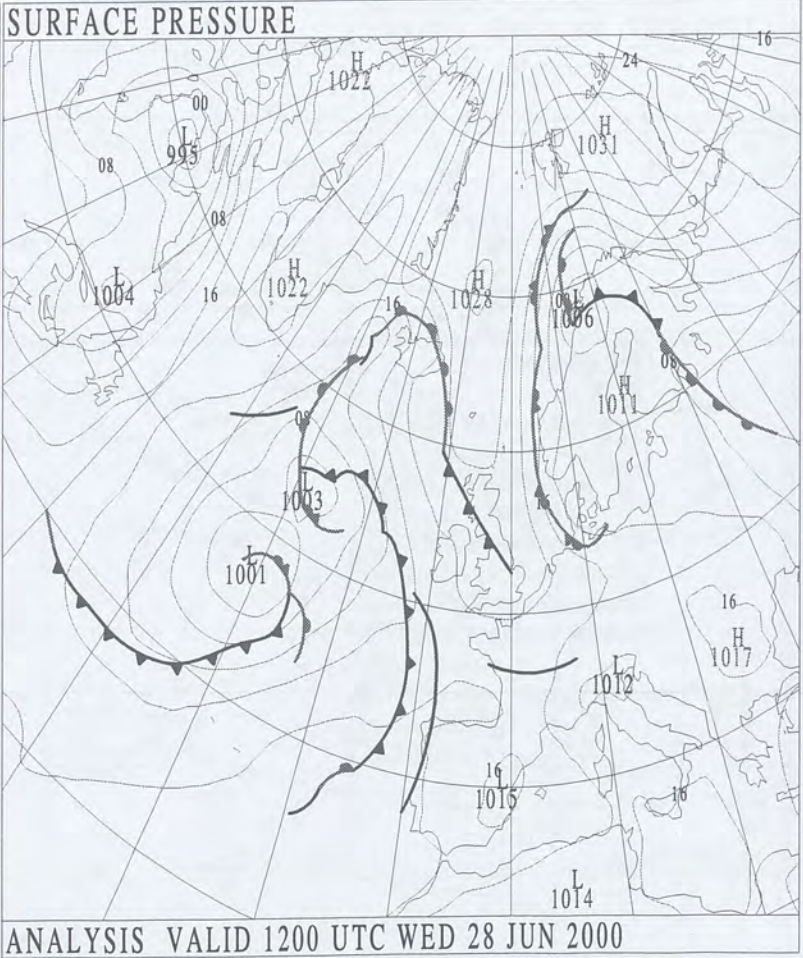 SURFACE PRESSURE
16
H
1022
24
00
H
1031
L
995
08
08
H
1022
L
1004
16
H
1028
16
L
1006
08
H
1011
08
L
1003
16
L
1001
16
H
1017
L
1012
16
L
1015
16
L
1014
ANALYSIS VALID 1200 UTC WED 28 JUN 2000